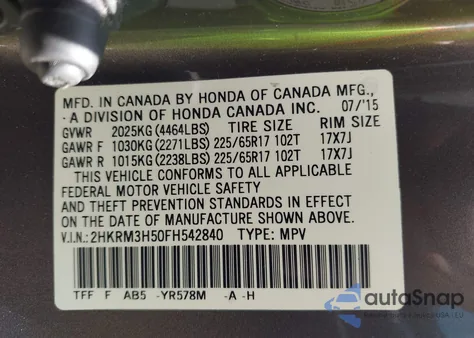 MFD. IN CANADA BY HONDA OF CANADA MFG.,
A DIVISION OF HONDA CANADA INC. 07/'15
GVWR 2025KG (4464LBS) TIRE SIZE RIM SIZE
GAWR F 1030KG (2271LBS) 225/65R17 102T 17X7J
GAWR R 1015KG (2238LBS) 225/65R17 102T 17X7J
THIS VEHICLE CONFORMS TO ALL APPLICABLE
FEDERAL MOTOR VEHICLE SAFETY
AND THEFT PREVENTION STANDARDS IN EFFECT
ON THE DATE OF MANUFACTURE SHOWN ABOVE.
V.I.N.: 2HKRM3H50FH542840 TYPE: MPV
TFF F AB5 -YR578M -A -H
autoSnap